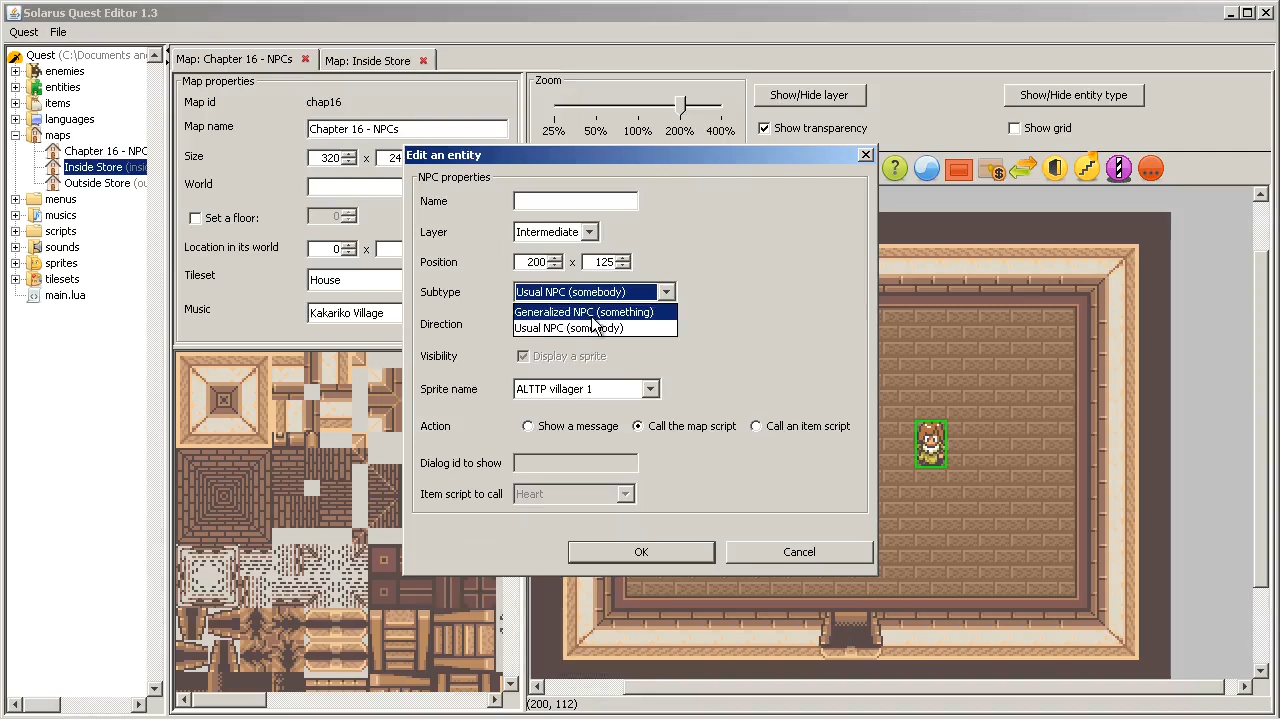 Solarus Quest Editor 1.3
Quest File
Quest (C:\Documents an
enemies
entities
items
languages
maps
Chapter 16 - NPC
Inside Store (insi
Outside Store (ou
menus
musics
scripts
sounds
sprites
tilesets
main.lua
Map: Chapter 16 - NPCs
Map: Inside Store
Map properties
Map id chap16
Map name Chapter 16 - NPCs
Size 320 x 24
World
Set a floor: 0
Location in its world 0 x
Tileset House
Music Kakariko Village
Zoom
25% 50% 100% 200% 400%
Show/Hide layer
Show/Hide entity type
Show transparency
Show grid
Edit an entity
NPC properties
Name
Layer Intermediate
Position 200 x 125
Subtype Usual NPC (somebody)
Generalized NPC (something)
Usual NPC (somebody)
Direction
Visibility Display a sprite
Sprite name ALTTP villager 1
Action Show a message Call the map script Call an item script
Dialog id to show
Item script to call Heart
OK Cancel
(200, 112)